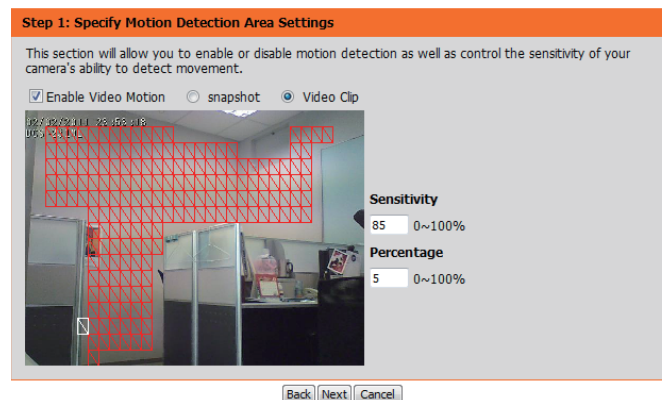 Step 1: Specify Motion Detection Area Settings
This section will allow you to enable or disable motion detection as well as control the sensitivity of your
camera's ability to detect movement.
Enable Video Motion snapshot Video Clip
Sensitivity
85 0~100%
Percentage
5 0~100%
Back Next Cancel